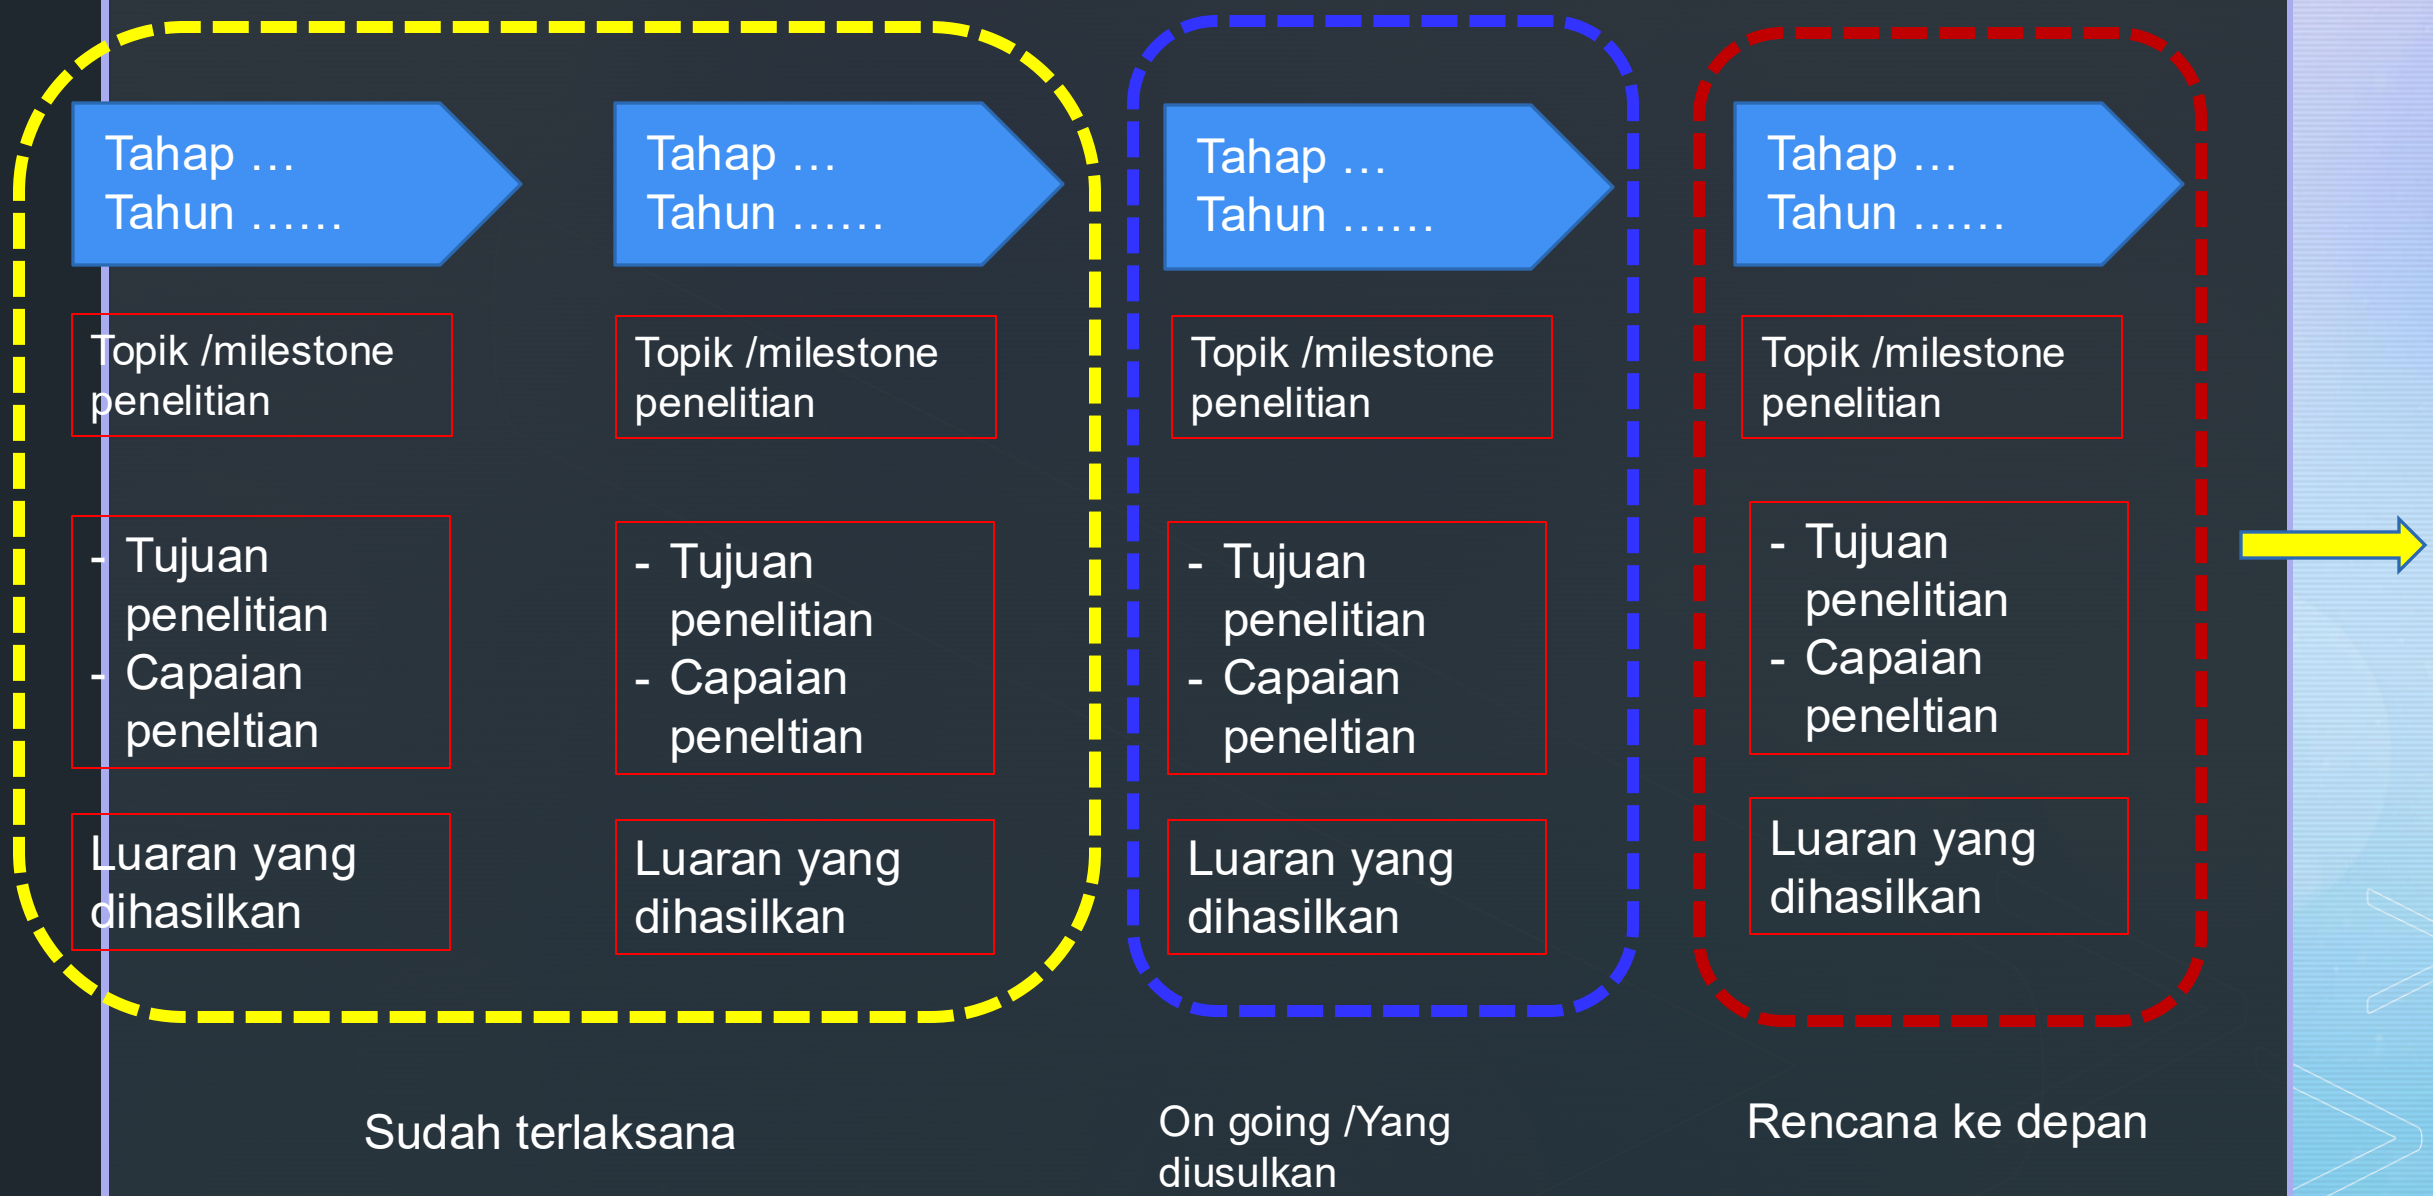 Tahap …
Tahun ……
Topik /milestone
penelitian
- Tujuan
penelitian
- Capaian
peneltian
Luaran yang
dihasilkan
Tahap …
Tahun ……
Topik /milestone
penelitian
- Tujuan
penelitian
- Capaian
peneltian
Luaran yang
dihasilkan
Sudah terlaksana
Tahap …
Tahun ……
Topik /milestone
penelitian
- Tujuan
penelitian
- Capaian
peneltian
Luaran yang
dihasilkan
On going /Yang
diusulkan
Tahap …
Tahun ……
Topik /milestone
penelitian
- Tujuan
penelitian
- Capaian
peneltian
Luaran yang
dihasilkan
Rencana ke depan